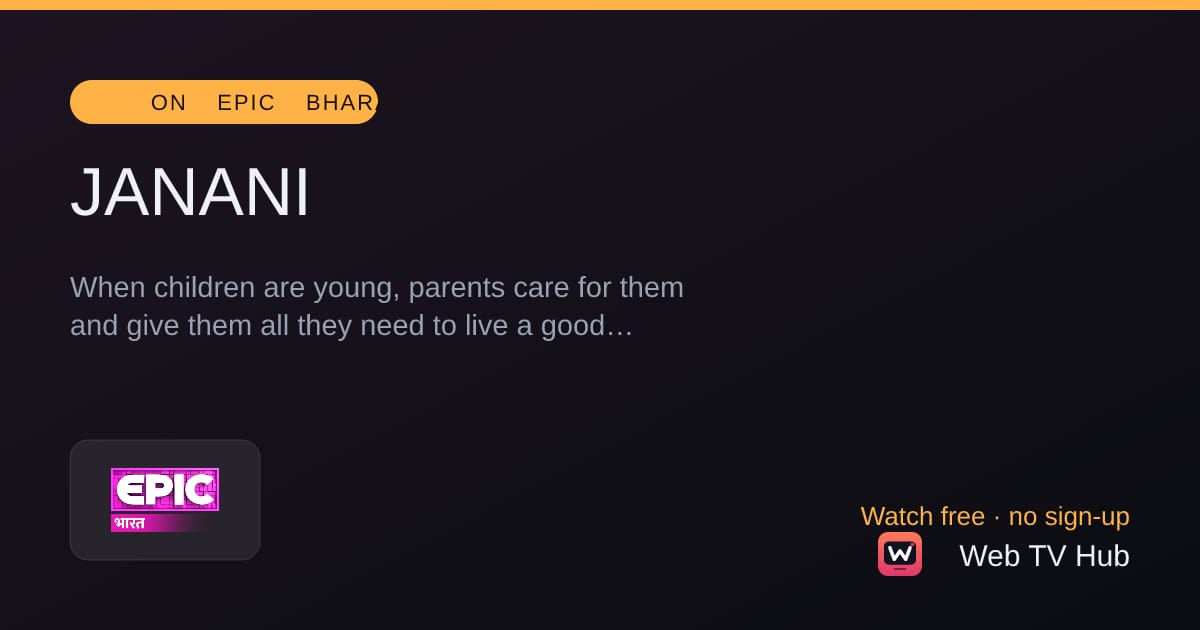 ON EPIC
JANANI
When children are young, parents care for them
and give them all they need to live a good…
EPIC
भारत
Watch free · no sign-up
W
Web TV Hub